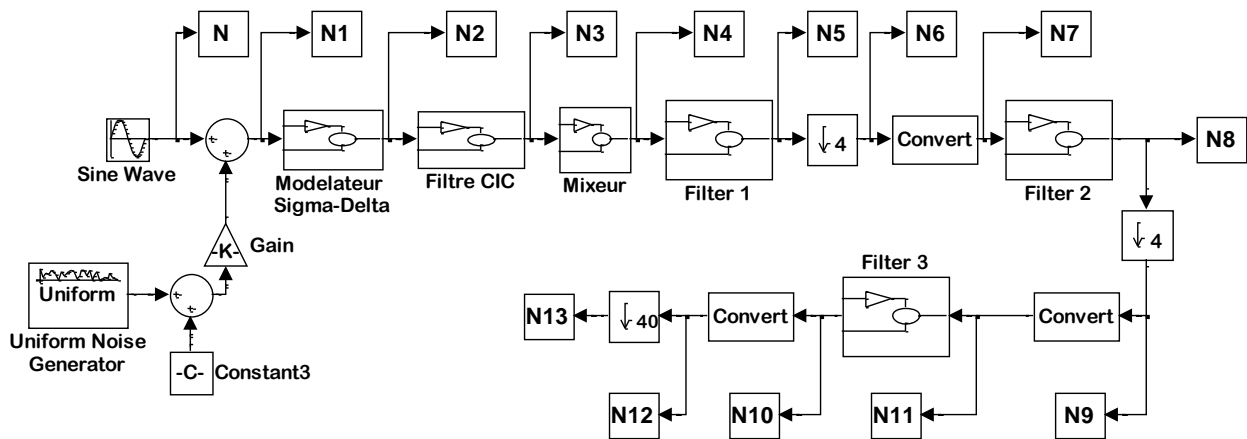 N
N1
N2
N3
N4
N5
N6
N7
Sine Wave
Modelateur
Sigma-Delta
Filtre CIC
Mixeur
Filter 1
4
Convert
Filter 2
N8
-K-
Gain
4
Uniform
Uniform Noise
Generator
-C-
Constant3
Filter 3
N13
40
Convert
Convert
N12
N10
N11
N9